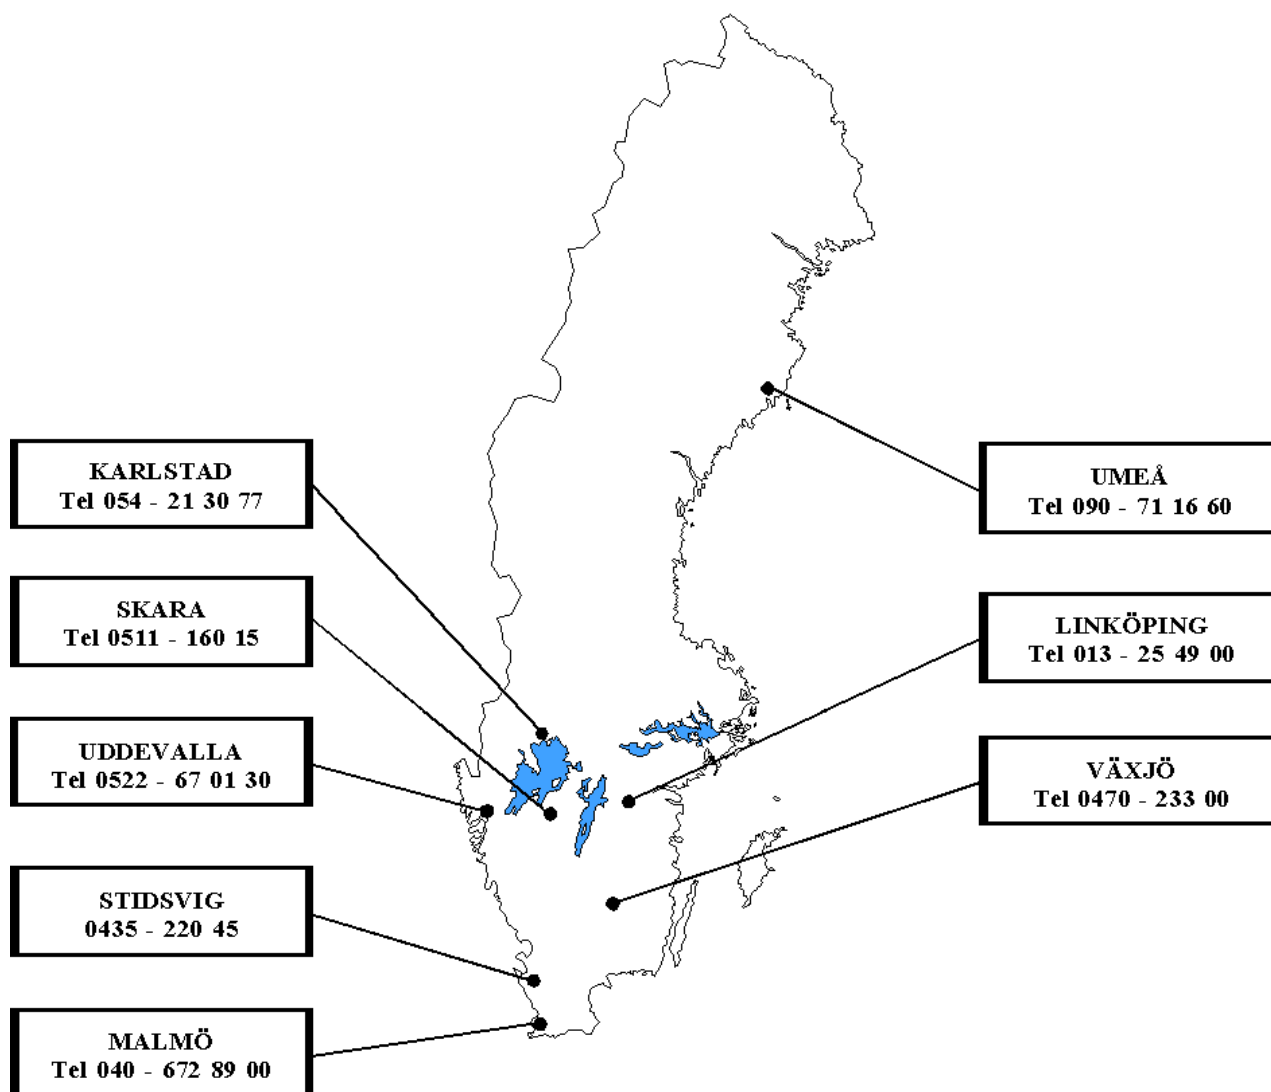 KARLSTAD
Tel 054 - 21 30 77
SKARA
Tel 0511 - 160 15
UDDEVALLA
Tel 0522 - 67 01 30
STIDSVIG
0435 - 220 45
MALMÖ
Tel 040 - 672 89 00
UMEÅ
Tel 090 - 71 16 60
LINKÖPING
Tel 013 - 25 49 00
VÄXJÖ
Tel 0470 - 233 00